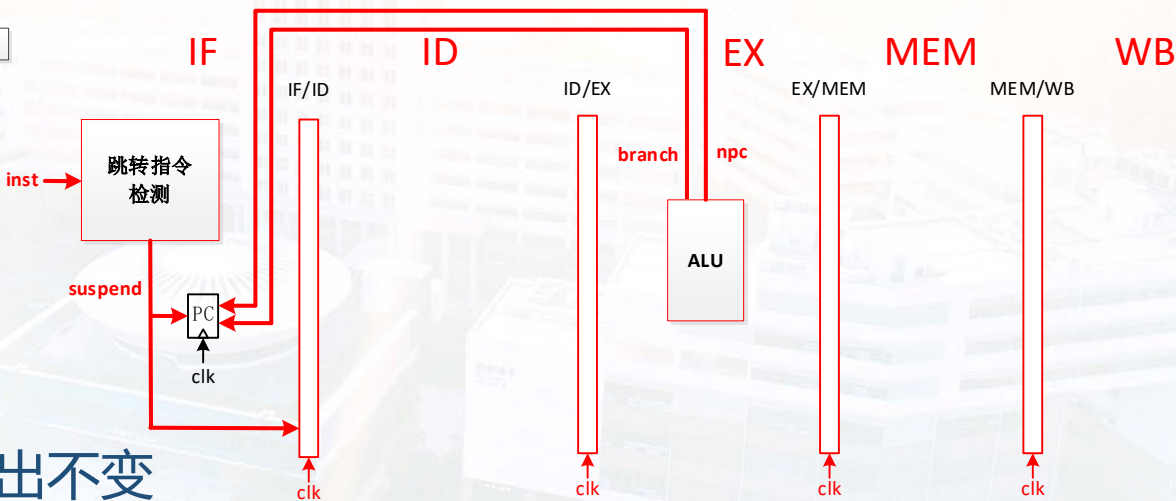 IF
ID
EX
MEM
WB
IF/ID
ID/EX
EX/MEM
MEM/WB
branch
npc
跳转指令
检测
inst
ALU
suspend
PC
clk
出不变
clk
clk
clk
clk